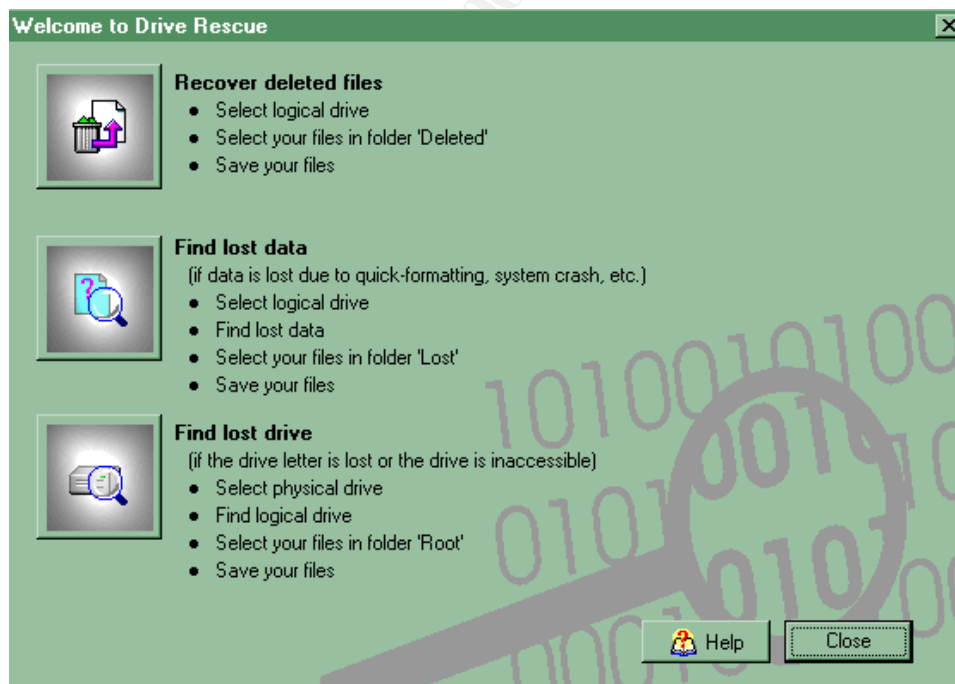 Welcome to Drive Rescue
Recover deleted files
• Select logical drive
• Select your files in folder 'Deleted'
• Save your files
Find lost data
(if data is lost due to quick-formatting, system crash, etc.)
• Select logical drive
• Find lost data
• Select your files in folder 'Lost'
• Save your files
Find lost drive
(if the drive letter is lost or the drive is inaccessible)
• Select physical drive
• Find logical drive
• Select your files in folder 'Root'
• Save your files
Help
Close